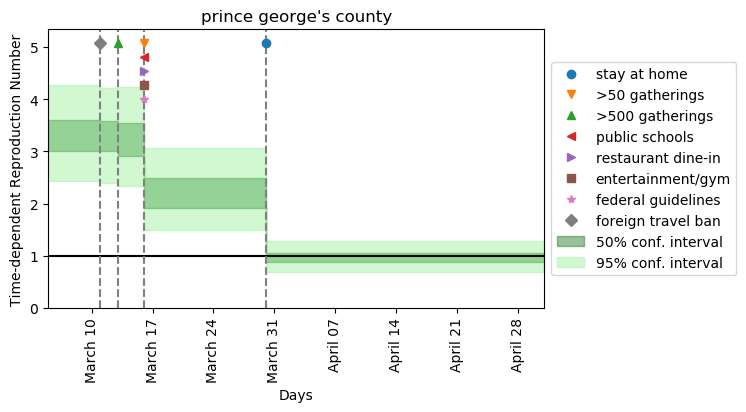 prince george's county
Time-dependent Reproduction Number
5
4
3
2
1
0
March 10
March 17
March 24
March 31
April 07
April 14
April 21
April 28
Days
stay at home
>50 gatherings
>500 gatherings
public schools
restaurant dine-in
entertainment/gym
federal guidelines
foreign travel ban
50% conf. interval
95% conf. interval